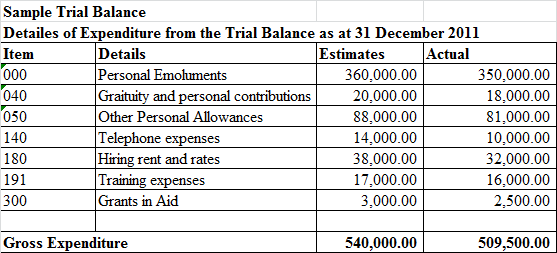 Sample Trial Balance
Detailes of Expenditure from the Trial Balance as at 31 December 2011
Item Details Estimates Actual
000 Personal Emoluments 360,000.00 350,000.00
040 Graituity and personal contributions 20,000.00 18,000.00
050 Other Personal Allowances 88,000.00 81,000.00
140 Telephone expenses 14,000.00 10,000.00
180 Hiring rent and rates 38,000.00 32,000.00
191 Training expenses 17,000.00 16,000.00
300 Grants in Aid 3,000.00 2,500.00
Gross Expenditure 540,000.00 509,500.00